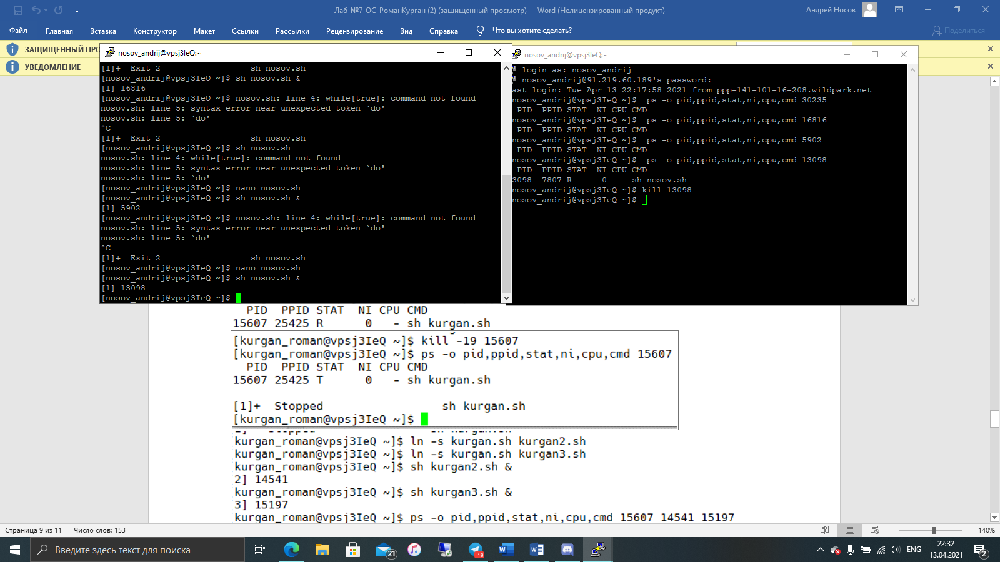 Лаб_№7_ОС_РоманКурган (2) (защищенный просмотр) - Word (Нелицензированный продукт)
Андрей Носов
Файл Главная Вставка Конструктор Макет Ссылки Рассылки Рецензирование Вид Справка Что вы хотите сделать? Поделиться
ЗАЩИЩЕННЫЙ ПРО
УВЕДОМЛЕНИЕ
nosov_andrij@vpsj3IeQ:~
[1]+  Exit 2                  sh nosov.sh
[nosov_andrij@vpsj3IeQ ~]$ sh nosov.sh &
[1] 16816
[nosov_andrij@vpsj3IeQ ~]$ nosov.sh: line 4: while[true]: command not found
nosov.sh: line 5: syntax error near unexpected token `do'
nosov.sh: line 5: `do'
^C
[1]+  Exit 2                  sh nosov.sh
[nosov_andrij@vpsj3IeQ ~]$ sh nosov.sh
nosov.sh: line 4: while[true]: command not found
nosov.sh: line 5: syntax error near unexpected token `do'
nosov.sh: line 5: `do'
[nosov_andrij@vpsj3IeQ ~]$ nano nosov.sh
[nosov_andrij@vpsj3IeQ ~]$ sh nosov.sh &
[1] 5902
[nosov_andrij@vpsj3IeQ ~]$ nosov.sh: line 4: while[true]: command not found
nosov.sh: line 5: syntax error near unexpected token `do'
nosov.sh: line 5: `do'
^C
[1]+  Exit 2                  sh nosov.sh
[nosov_andrij@vpsj3IeQ ~]$ nano nosov.sh
[nosov_andrij@vpsj3IeQ ~]$ sh nosov.sh &
[1] 13098
[nosov_andrij@vpsj3IeQ ~]$
nosov_andrij@vpsj3IeQ:~
login as: nosov_andrij
nosov_andrij@91.219.60.189's password:
ast login: Tue Apr 13 22:17:58 2021 from ppp-141-101-16-208.wildpark.net
nosov_andrij@vpsj3IeQ ~]$  ps -o pid,ppid,stat,ni,cpu,cmd 30235
PID  PPID STAT  NI CPU CMD
nosov_andrij@vpsj3IeQ ~]$  ps -o pid,ppid,stat,ni,cpu,cmd 16816
PID  PPID STAT  NI CPU CMD
nosov_andrij@vpsj3IeQ ~]$  ps -o pid,ppid,stat,ni,cpu,cmd 5902
PID  PPID STAT  NI CPU CMD
nosov_andrij@vpsj3IeQ ~]$  ps -o pid,ppid,stat,ni,cpu,cmd 13098
PID  PPID STAT  NI CPU CMD
3098  7807 R      0   - sh nosov.sh
nosov_andrij@vpsj3IeQ ~]$ kill 13098
nosov_andrij@vpsj3IeQ ~]$
PID  PPID STAT  NI CPU CMD
15607 25425 R      0   - sh kurgan.sh
[kurgan_roman@vpsj3IeQ ~]$ kill -19 15607
[kurgan_roman@vpsj3IeQ ~]$ ps -o pid,ppid,stat,ni,cpu,cmd 15607
PID  PPID STAT  NI CPU CMD
15607 25425 T      0   - sh kurgan.sh
[1]+  Stopped                 sh kurgan.sh
[kurgan_roman@vpsj3IeQ ~]$
kurgan_roman@vpsj3IeQ ~]$ ln -s kurgan.sh kurgan2.sh
kurgan_roman@vpsj3IeQ ~]$ ln -s kurgan.sh kurgan3.sh
kurgan_roman@vpsj3IeQ ~]$ sh kurgan2.sh &
2] 14541
kurgan_roman@vpsj3IeQ ~]$ sh kurgan3.sh &
3] 15197
kurgan_roman@vpsj3IeQ ~]$ ps -o pid,ppid,stat,ni,cpu,cmd 15607 14541 15197
Страница 9 из 11 Число слов: 153
140%
Введите здесь текст для поиска
21
19
ENG
22:32
13.04.2021
2